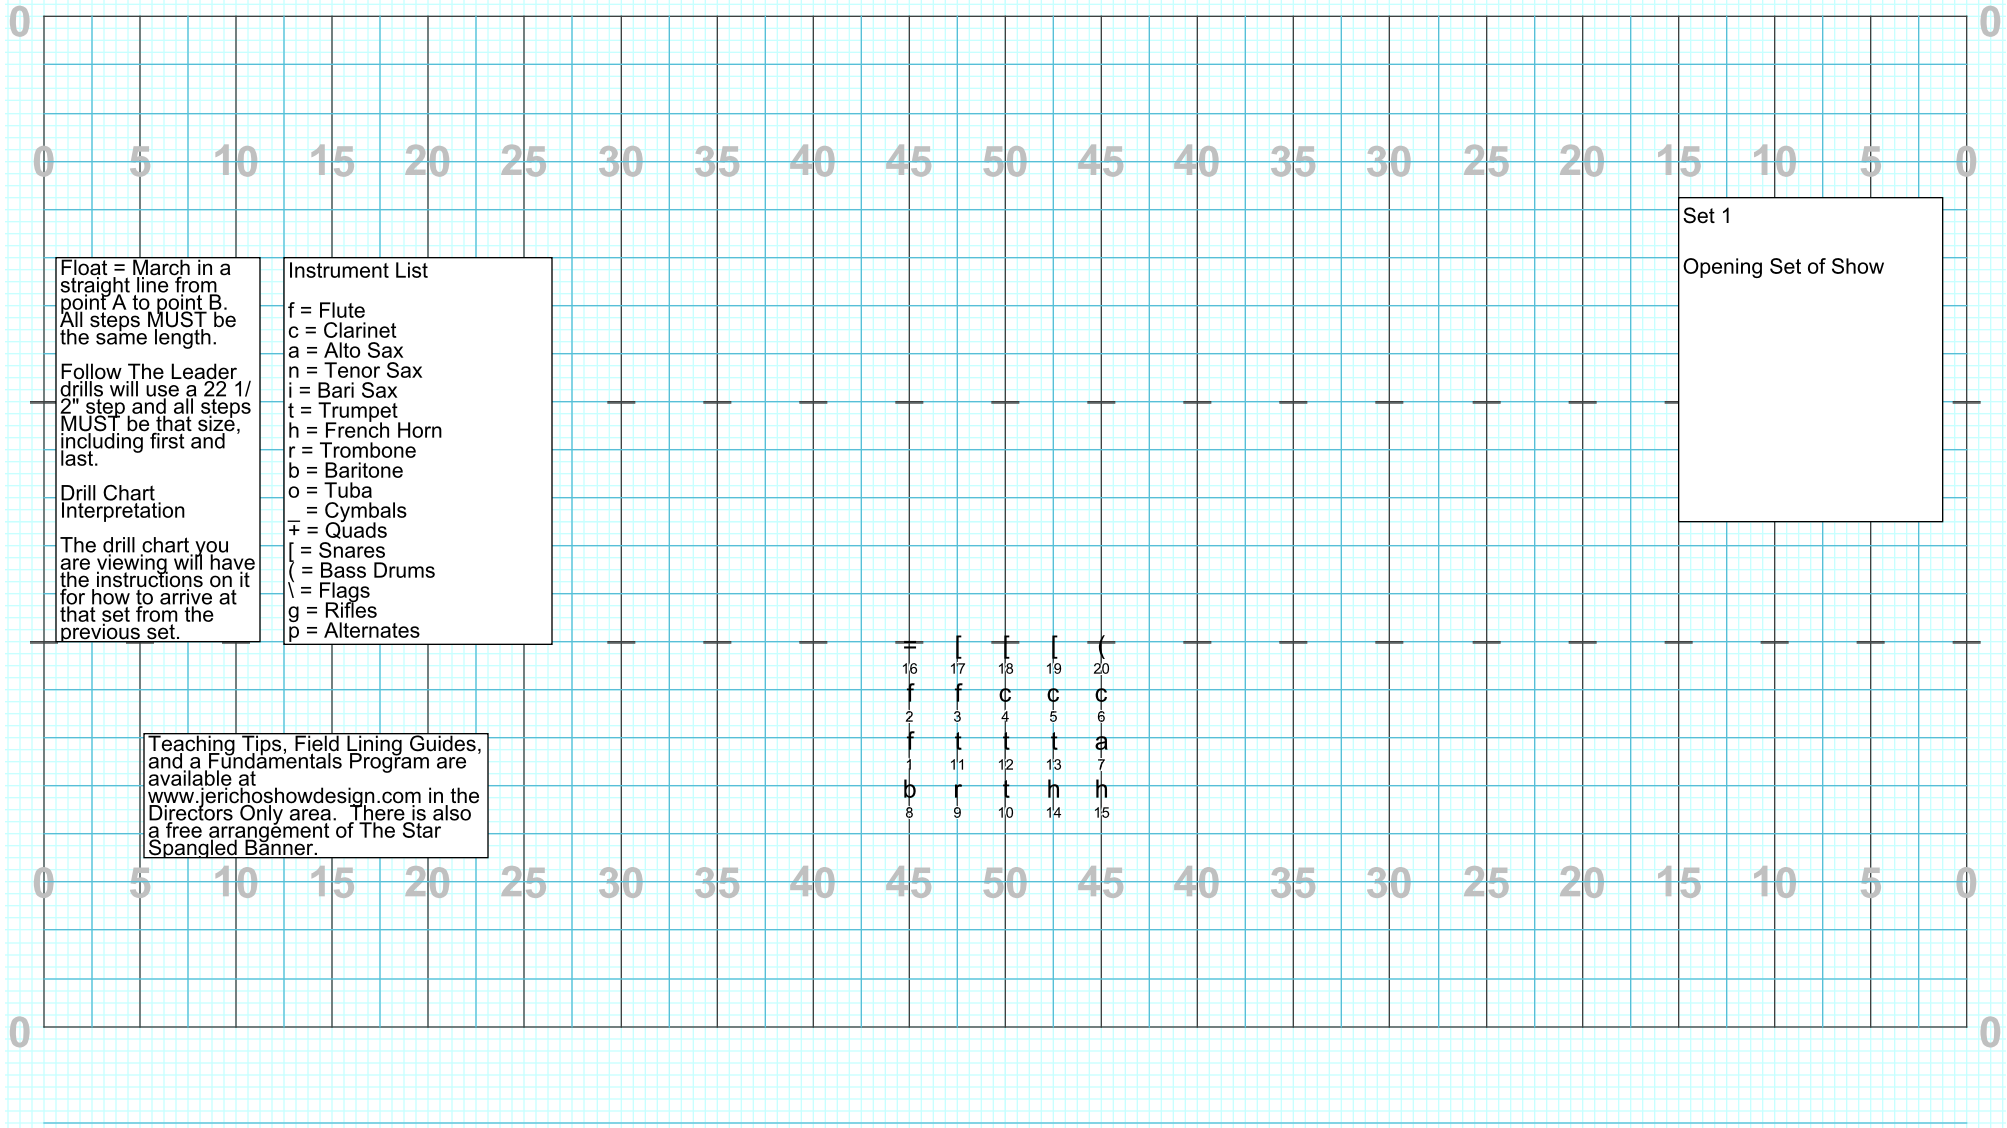 0 0
0 5 10 15 20 25 30 35 40 45 50 45 40 35 30 25 20 15 10 5 0
Set 1
Opening Set of Show
Float = March in a
straight line from
point A to point B.
All steps MUST be
the same length.
Follow The Leader
drills will use a 22 1/
2" step and all steps
MUST be that size,
including first and
last.
Drill Chart
Interpretation
The drill chart you
are viewing will have
the instructions on it
for how to arrive at
that set from the
previous set.
Instrument List
f = Flute
c = Clarinet
a = Alto Sax
n = Tenor Sax
i = Bari Sax
t = Trumpet
h = French Horn
r = Trombone
b = Baritone
o = Tuba
_ = Cymbals
+ = Quads
[ = Snares
( = Bass Drums
\ = Flags
g = Rifles
p = Alternates
[ [ [ (
16 17 18 19 20
f f c c c
2 3 4 5 6
f t t t a
1 11 12 13 7
b r t h h
8 9 10 14 15
Teaching Tips, Field Lining Guides,
and a Fundamentals Program are
available at
www.jerichoshowdesign.com in the
Directors Only area.  There is also
a free arrangement of The Star
Spangled Banner.
0 5 10 15 20 25 30 35 40 45 50 45 40 35 30 25 20 15 10 5 0
0 0